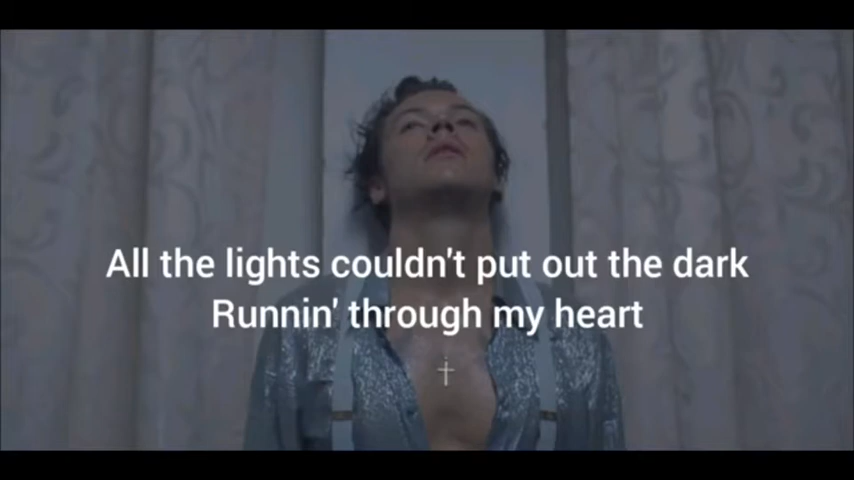 All the lights couldn't put out the dark
Runnin' through my heart